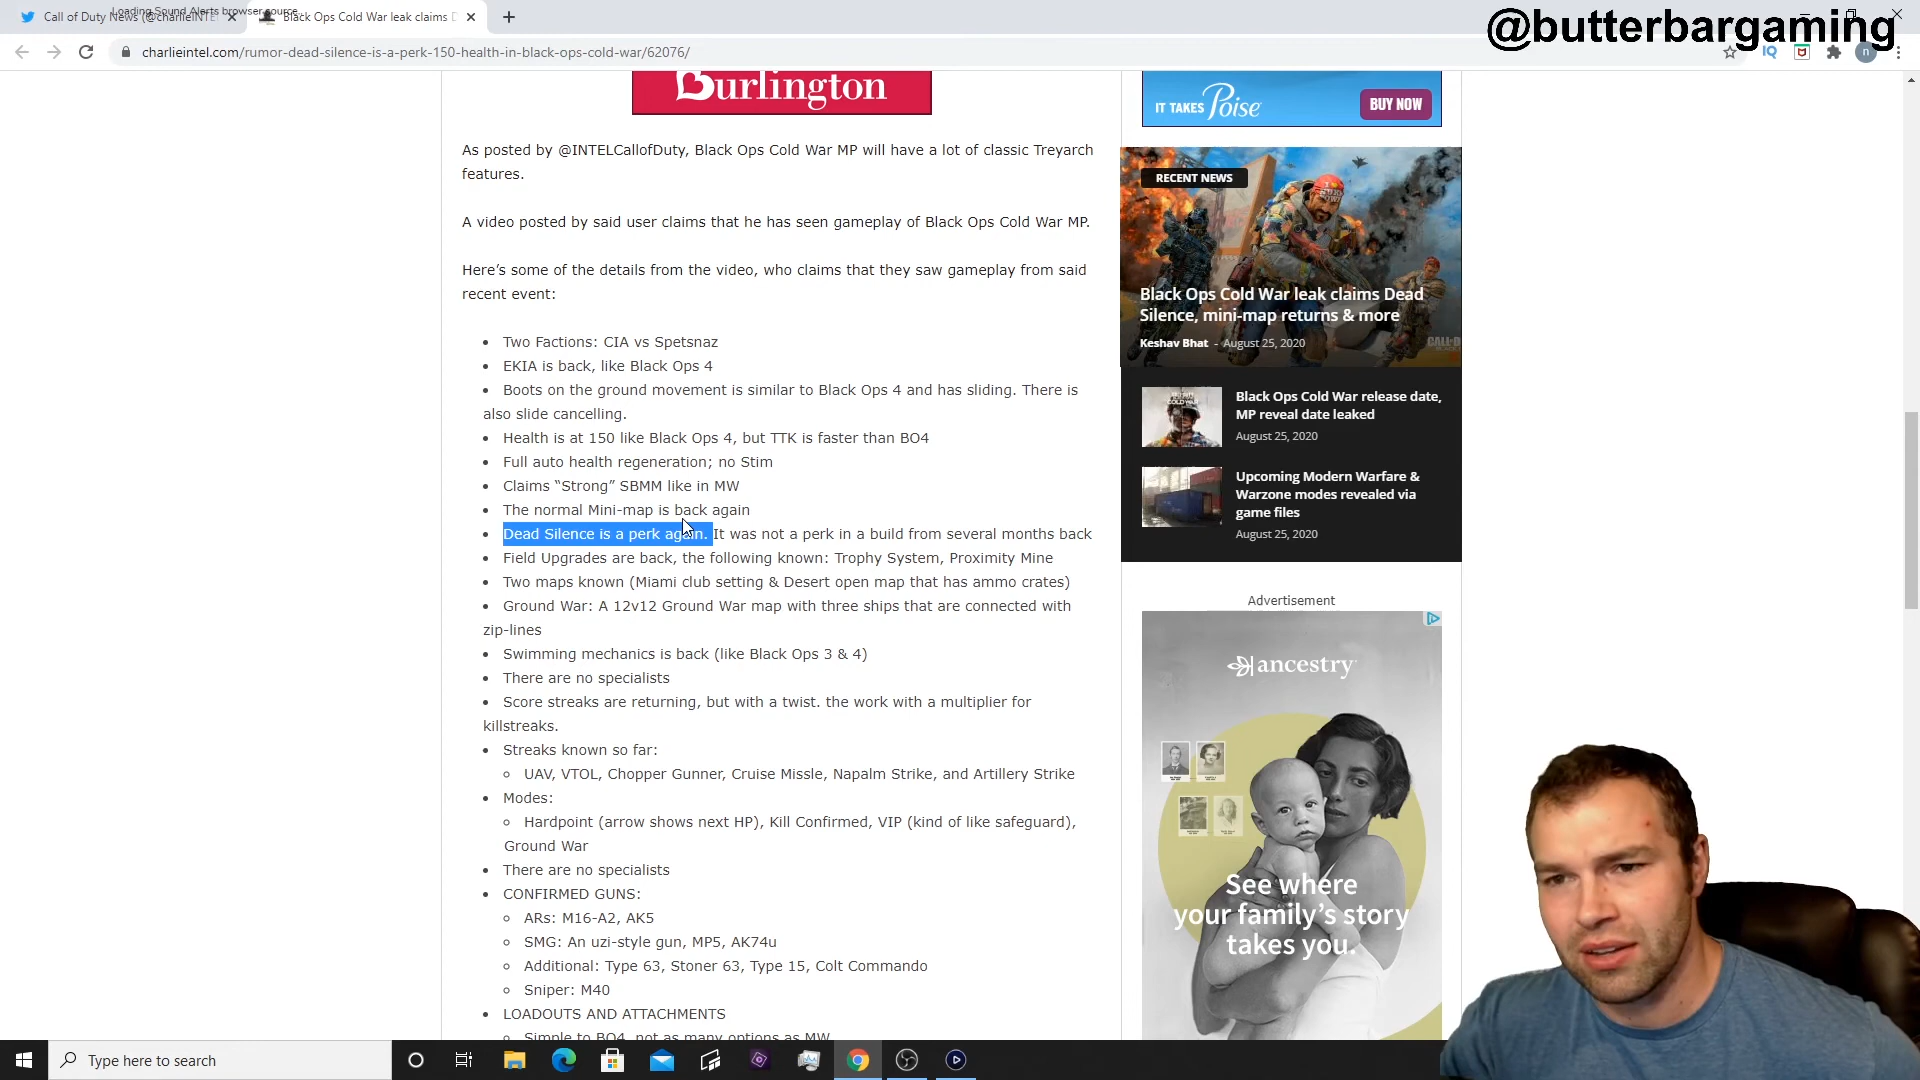 Call of Duty News (@charlieINTEL
Loading Sound Alerts browser source...
Black Ops Cold War leak claims D
@butterbargaming
charlieintel.com/rumor-dead-silence-is-a-perk-150-health-in-black-ops-cold-war/62076/
IQ
n
Burlington
IT TAKES Poise
BUY NOW
As posted by @INTELCallofDuty, Black Ops Cold War MP will have a lot of classic Treyarch
features.
A video posted by said user claims that he has seen gameplay of Black Ops Cold War MP.
Here's some of the details from the video, who claims that they saw gameplay from said
recent event:
• Two Factions: CIA vs Spetsnaz
• EKIA is back, like Black Ops 4
• Boots on the ground movement is similar to Black Ops 4 and has sliding. There is
also slide cancelling.
• Health is at 150 like Black Ops 4, but TTK is faster than BO4
• Full auto health regeneration; no Stim
• Claims “Strong” SBMM like in MW
• The normal Mini-map is back again
• Dead Silence is a perk again. It was not a perk in a build from several months back
• Field Upgrades are back, the following known: Trophy System, Proximity Mine
• Two maps known (Miami club setting & Desert open map that has ammo crates)
• Ground War: A 12v12 Ground War map with three ships that are connected with
zip-lines
• Swimming mechanics is back (like Black Ops 3 & 4)
• There are no specialists
• Score streaks are returning, but with a twist. the work with a multiplier for
killstreaks.
• Streaks known so far:
◦ UAV, VTOL, Chopper Gunner, Cruise Missle, Napalm Strike, and Artillery Strike
• Modes:
◦ Hardpoint (arrow shows next HP), Kill Confirmed, VIP (kind of like safeguard),
Ground War
• There are no specialists
• CONFIRMED GUNS:
◦ ARs: M16-A2, AK5
◦ SMG: An uzi-style gun, MP5, AK74u
◦ Additional: Type 63, Stoner 63, Type 15, Colt Commando
◦ Sniper: M40
• LOADOUTS AND ATTACHMENTS
◦ Simple to BO4, not as many options as MW
RECENT NEWS
Black Ops Cold War leak claims Dead
Silence, mini-map returns & more
Keshav Bhat - August 25, 2020
Black Ops Cold War release date,
MP reveal date leaked
August 25, 2020
Upcoming Modern Warfare &
Warzone modes revealed via
game files
August 25, 2020
Advertisement
ancestry
See where
your family's story
takes you.
Type here to search